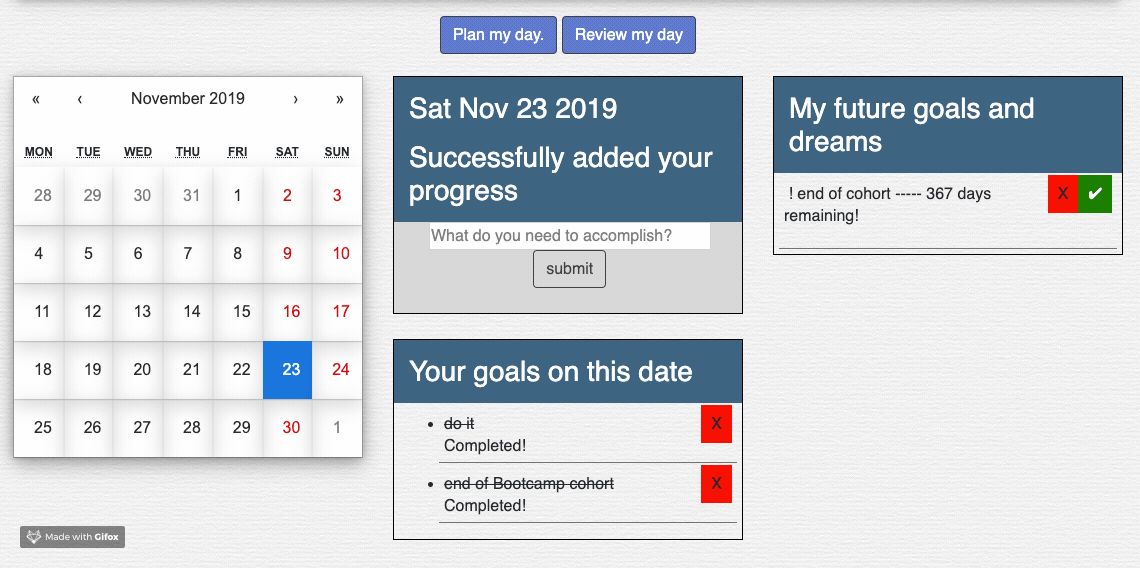 Plan my day. Review my day
« ‹ November 2019 › »
MON TUE WED THU FRI SAT SUN
28 29 30 31 1 2 3
4 5 6 7 8 9 10
11 12 13 14 15 16 17
18 19 20 21 22 23 24
25 26 27 28 29 30 1
Sat Nov 23 2019
Successfully added your
progress
What do you need to accomplish?
submit
Your goals on this date
do it X
Completed!
end of Bootcamp cohort X
Completed!
My future goals and
dreams
! end of cohort ----- 367 days X ✔
remaining!
Made with Gifox